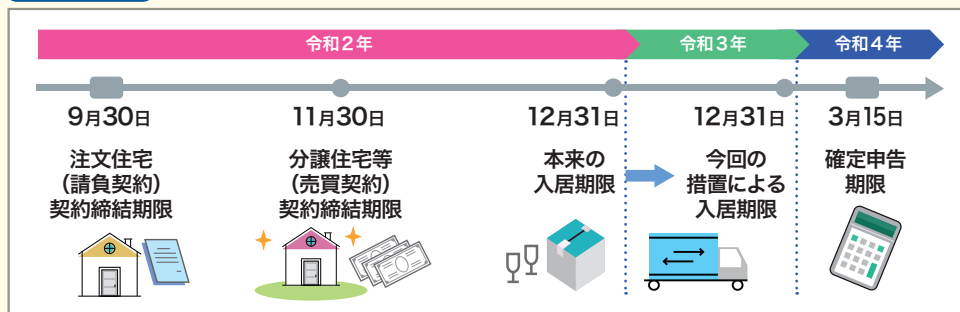 令和2年
令和3年
令和4年
9月30日
注文住宅
（請負契約）
契約締結期限
11月30日
分譲住宅等
（売買契約）
契約締結期限
12月31日
本来の
入居期限
12月31日
今回の
措置による
入居期限
3月15日
確定申告
期限